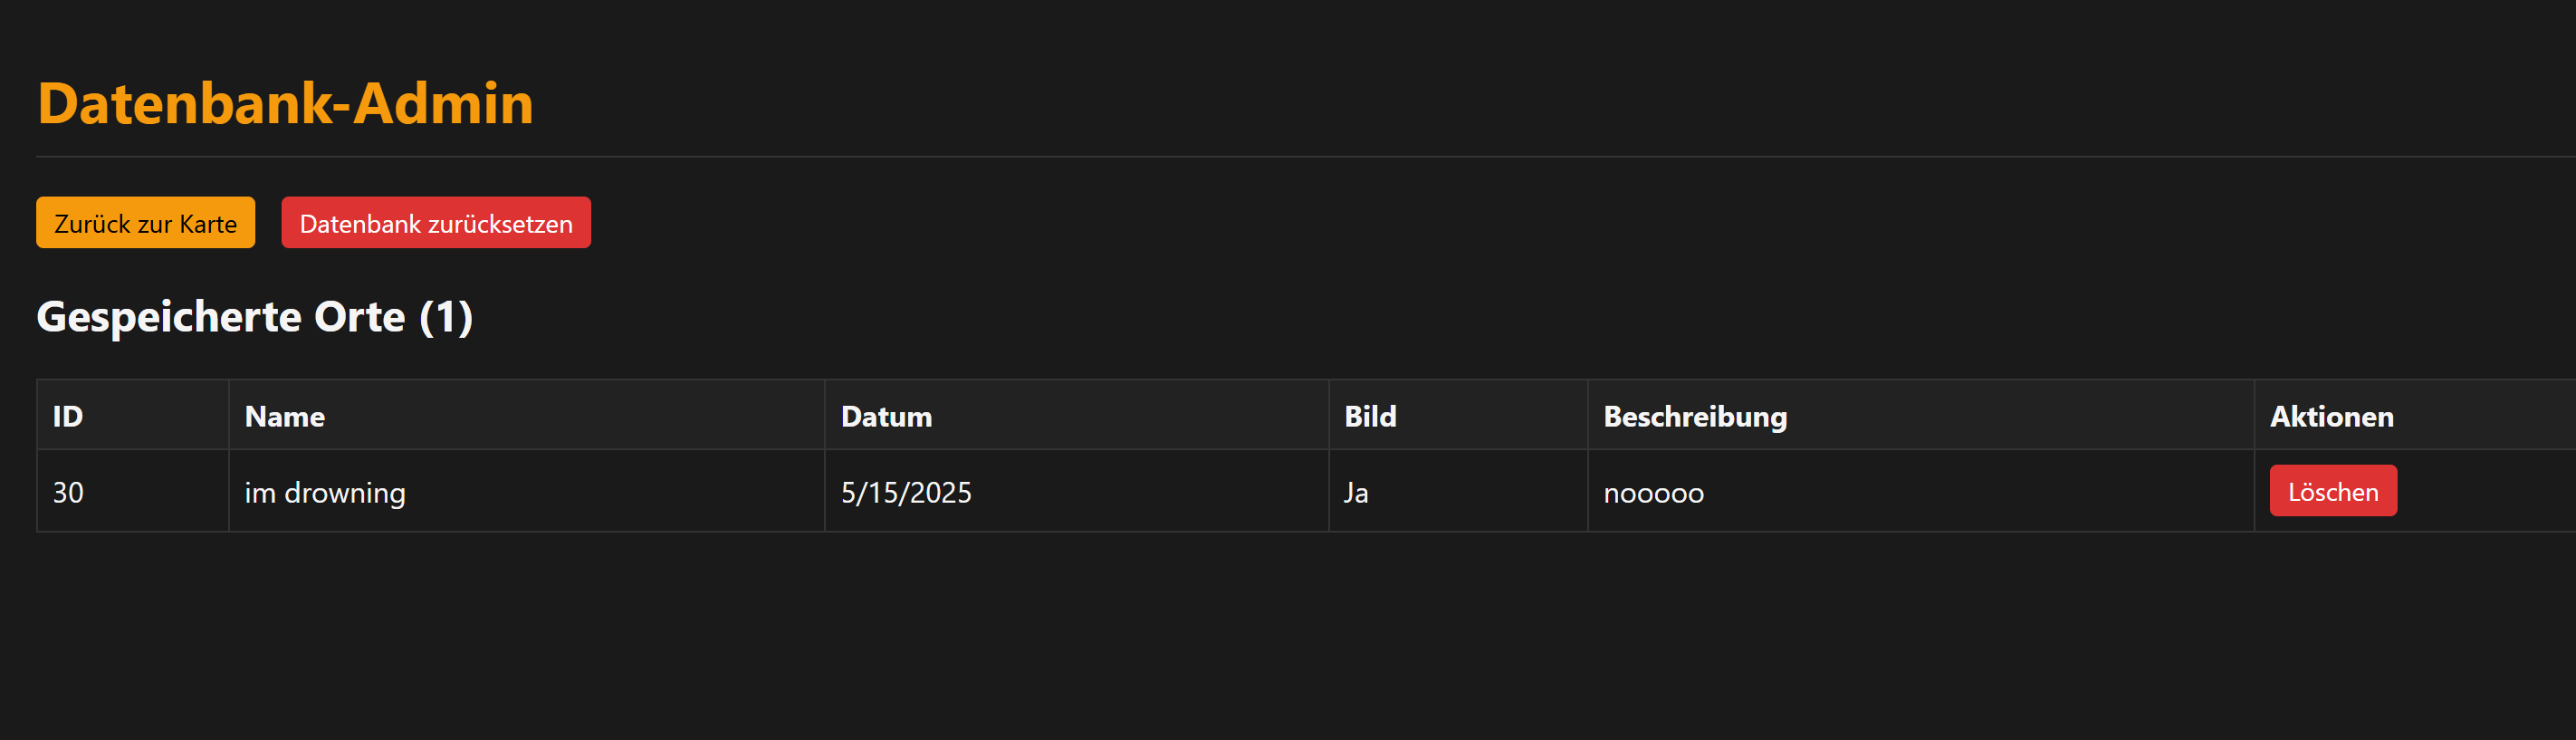 Datenbank-Admin
Zurück zur Karte Datenbank zurücksetzen
Gespeicherte Orte (1)
ID Name Datum Bild Beschreibung Aktionen
30 im drowning 5/15/2025 Ja nooooo Löschen